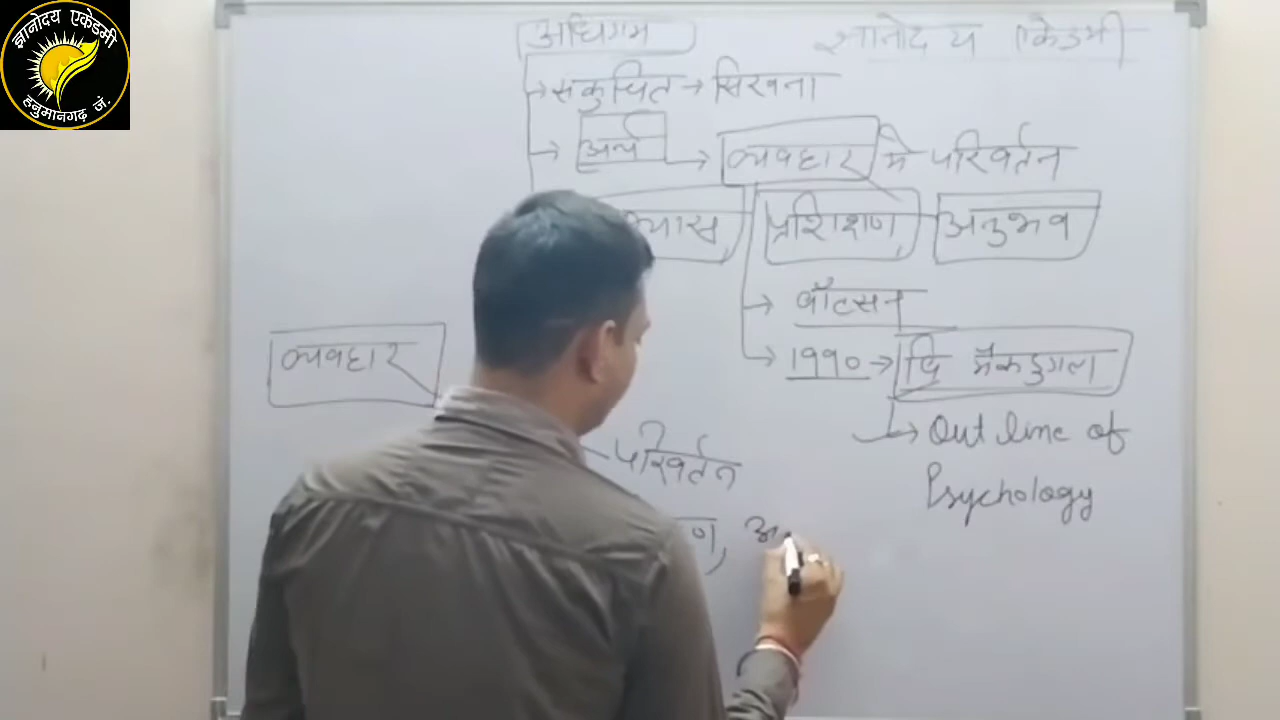 ज्ञानोदय एकेडमी
हनुमानगढ़ जं.
अधिगम
ज्ञानोदय एकेडमी
→ संकुचित → सिखना
→ अर्थ → व्यवहार मे परिवर्तन
प्रशिक्षण अनुभव
→ वॉटसन
→ १९९० → वि मैकडुगल
व्यवहार
→ Out line of
परिवर्तन
Psychology